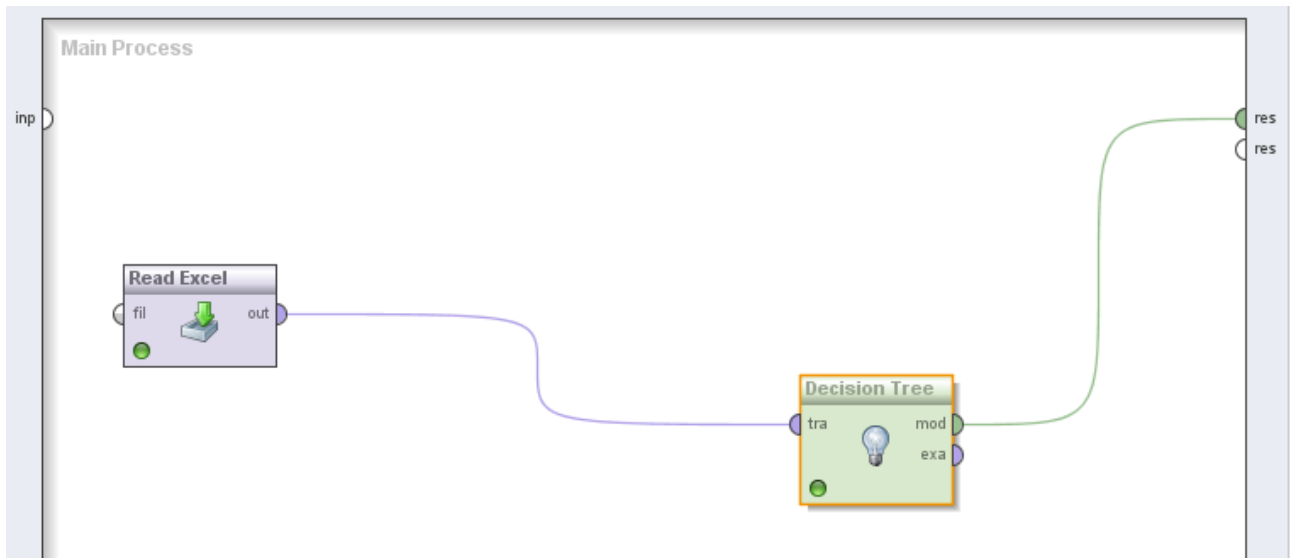 Main Process
inp
res
res
Read Excel
fil
out
Decision Tree
tra
mod
exa